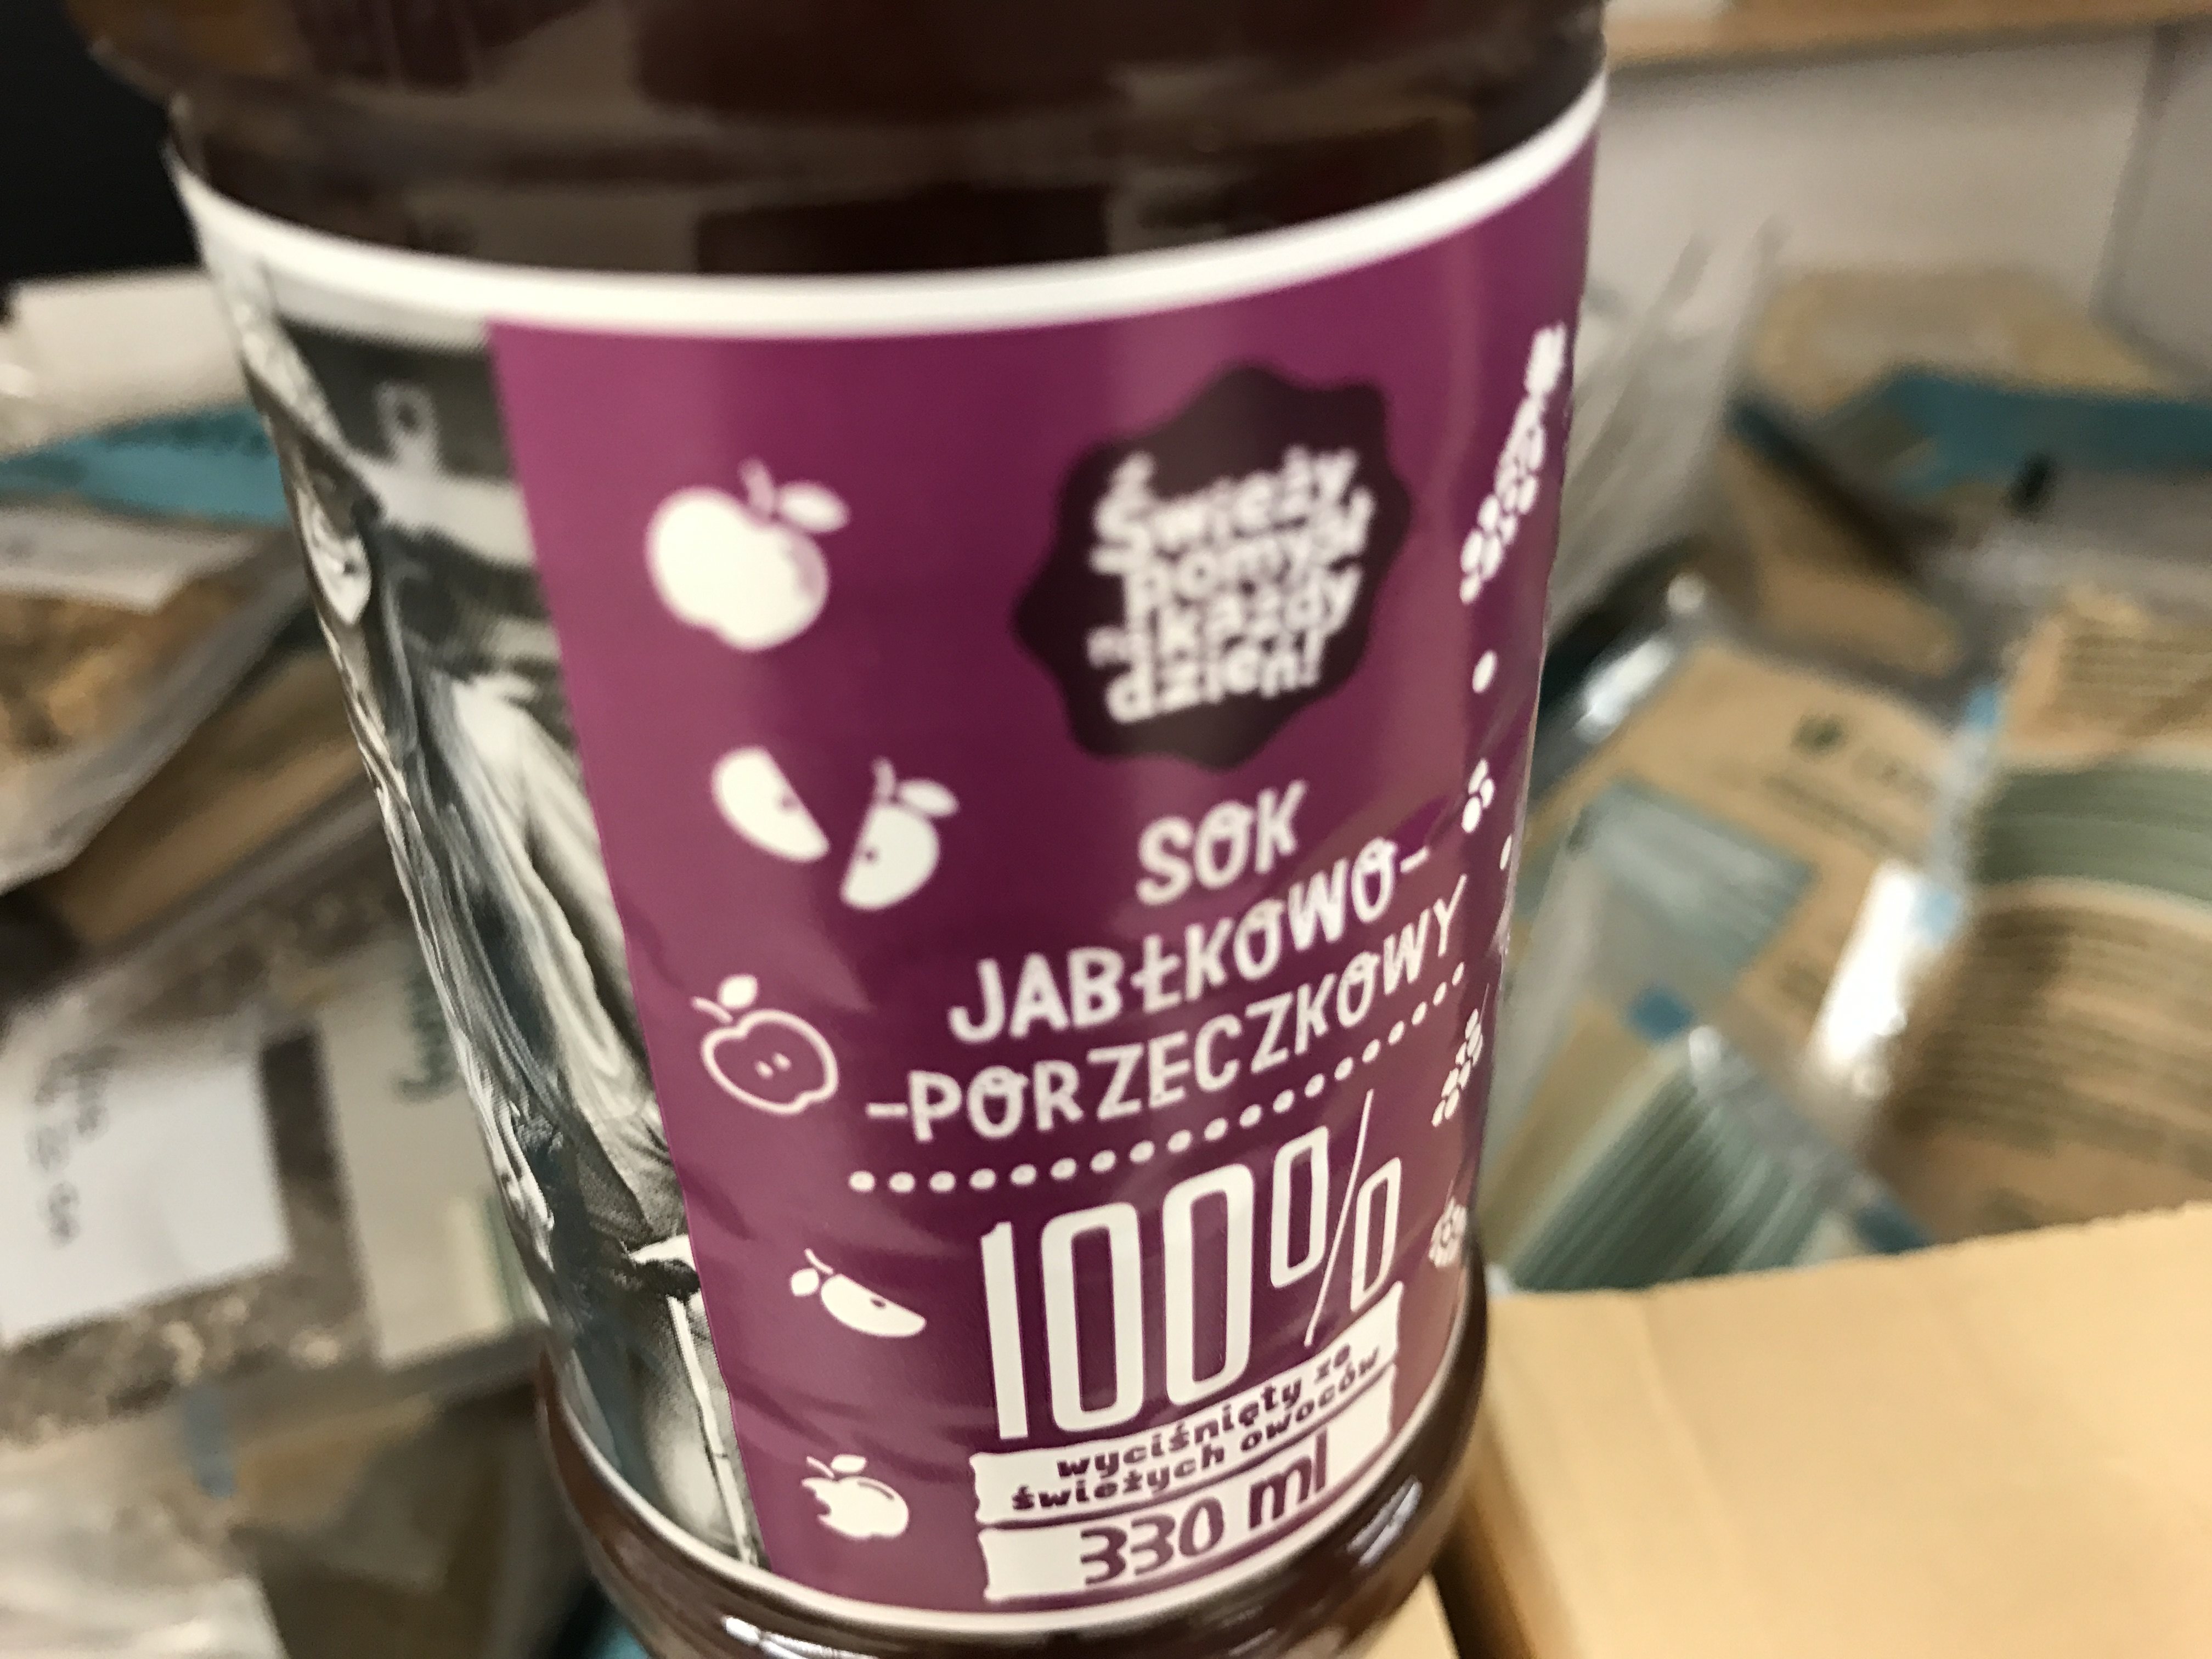 Świeży
pomysł
na każdy
dzień!
SOK
JABŁKOWO-
-PORZECZKOWY
100%
wyciśnięty ze
świeżych owoców
330 ml